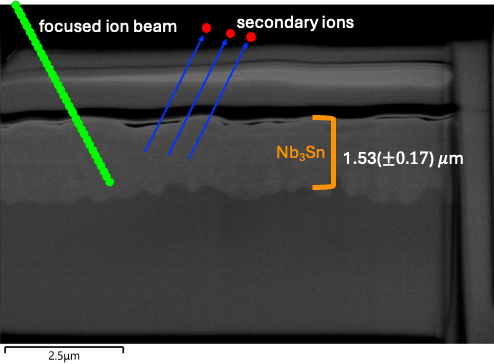 focused ion beam
secondary ions
Nb₃Sn
1.53(±0.17) μm
2.5μm